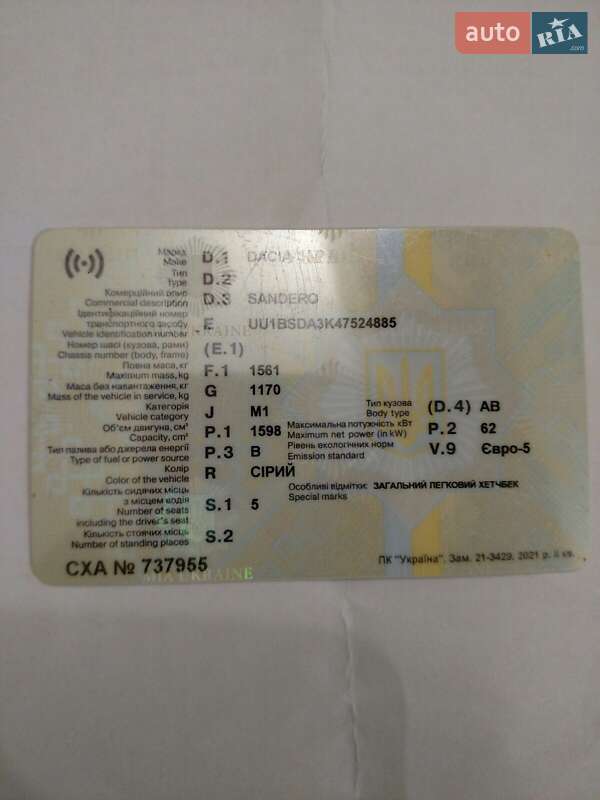 auto RIA .com
Марка D.1 DACIA
Make
Тип D.2
Type
Комерційний опис D.3 SANDERO
Commercial description
Ідентифікаційний номер
транспортного засобу E UU1BSDA3K47524885
Vehicle identification number
Номер шасі (кузова, рами) (E.1)
Chassis number (body, frame)
Повна маса, кг F.1 1561
Maximum mass, kg
Маса без навантаження, кг G 1170
Mass of the vehicle in service, kg
Категорія J M1 Тип кузова (D.4) AB
Vehicle category Body type
Об'єм двигуна, см³ P.1 1598 Максимальна потужність кВт P.2 62
Capacity, cm³ Maximum net power (in kW)
Тип палива або джерела енергії P.3 B Рівень екологічних норм V.9 Євро-5
Type of fuel or power source Emission standard
Колір R СІРИЙ
Color of the vehicle
Кількість сидячих місць Особливі відмітки: ЗАГАЛЬНИЙ ЛЕГКОВИЙ ХЕТЧБЕК
з місцем водія S.1 5 Special marks
Number of seats
including the driver's seat
Кількість стоячих місць S.2
Number of standing places
СХА № 737955 ПК "Україна". Зам. 21-3429. 2021 р. II кв.
MIA UKRAINE